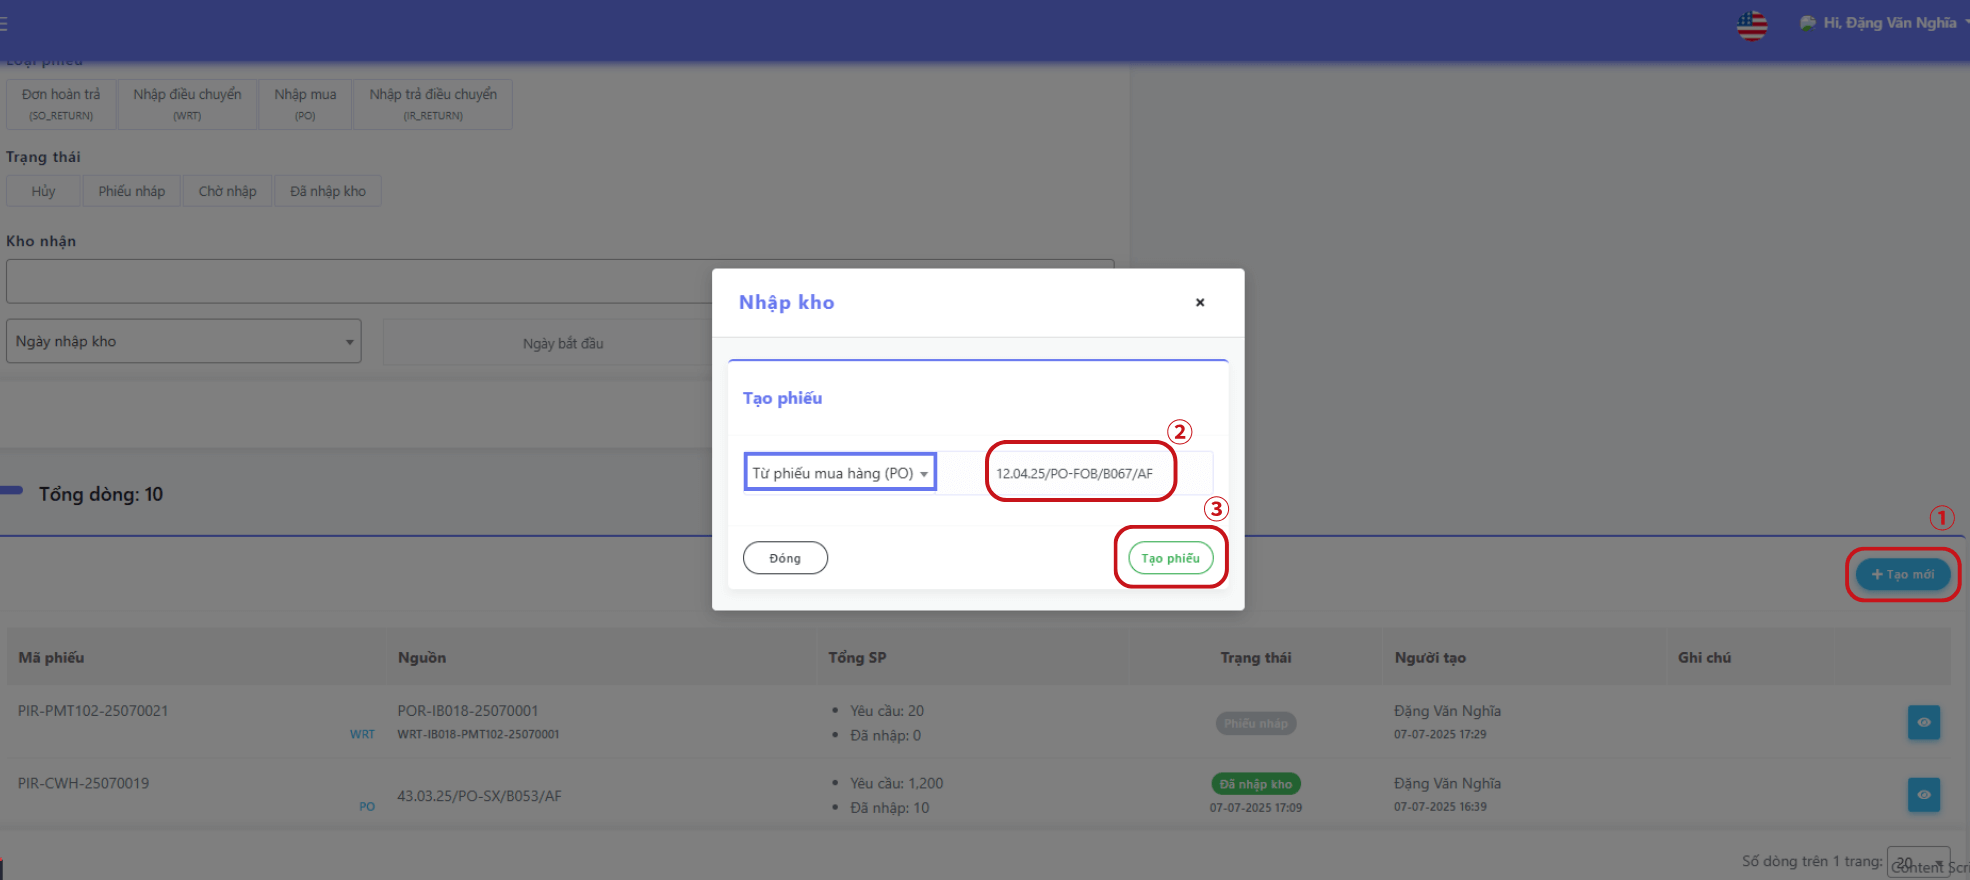 Hi, Đặng Văn Nghĩa
Loại phiếu
Đơn hoàn trả
(SO_RETURN)
Nhập điều chuyển
(WRT)
Nhập mua
(PO)
Nhập trả điều chuyển
(IR_RETURN)
Trạng thái
Hủy
Phiếu nháp
Chờ nhập
Đã nhập kho
Kho nhận
Ngày nhập kho
Ngày bắt đầu
Nhập kho
×
Tạo phiếu
②
Từ phiếu mua hàng (PO)
12.04.25/PO-FOB/B067/AF
③
Đóng
Tạo phiếu
Tổng dòng: 10
①
+ Tạo mới
Mã phiếu
Nguồn
Tổng SP
Trạng thái
Người tạo
Ghi chú
PIR-PMT102-25070021
WRT
POR-IB018-25070001
WRT-IB018-PMT102-25070001
• Yêu cầu: 20
• Đã nhập: 0
Phiếu nháp
Đặng Văn Nghĩa
07-07-2025 17:29
PIR-CWH-25070019
PO
43.03.25/PO-SX/B053/AF
• Yêu cầu: 1,200
• Đã nhập: 10
Đã nhập kho
07-07-2025 17:09
Đặng Văn Nghĩa
07-07-2025 16:39
Số dòng trên 1 trang:
20
Content Scri